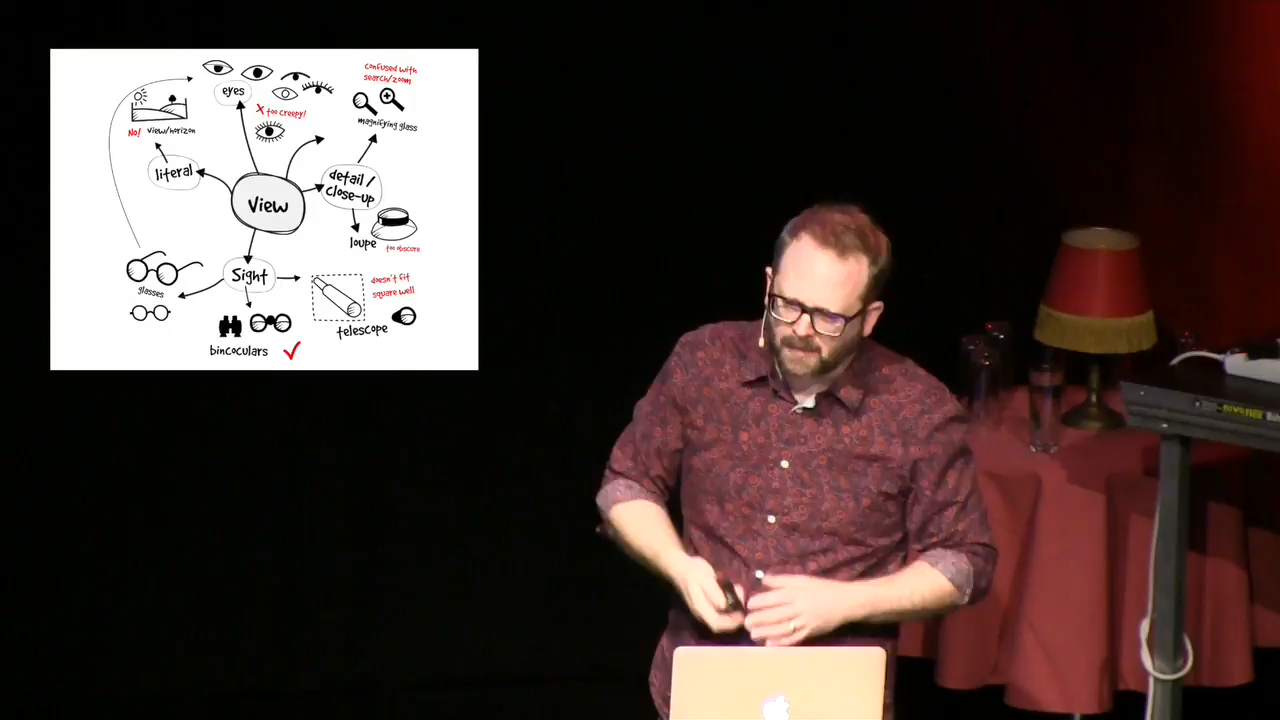 confused with
search/zoom
eyes
X too creepy!
magnifying glass
No! view/horizon
literal
detail /
close-up
View
loupe
too obscure
Sight
doesn't fit
square well
glasses
telescope
bincoculars